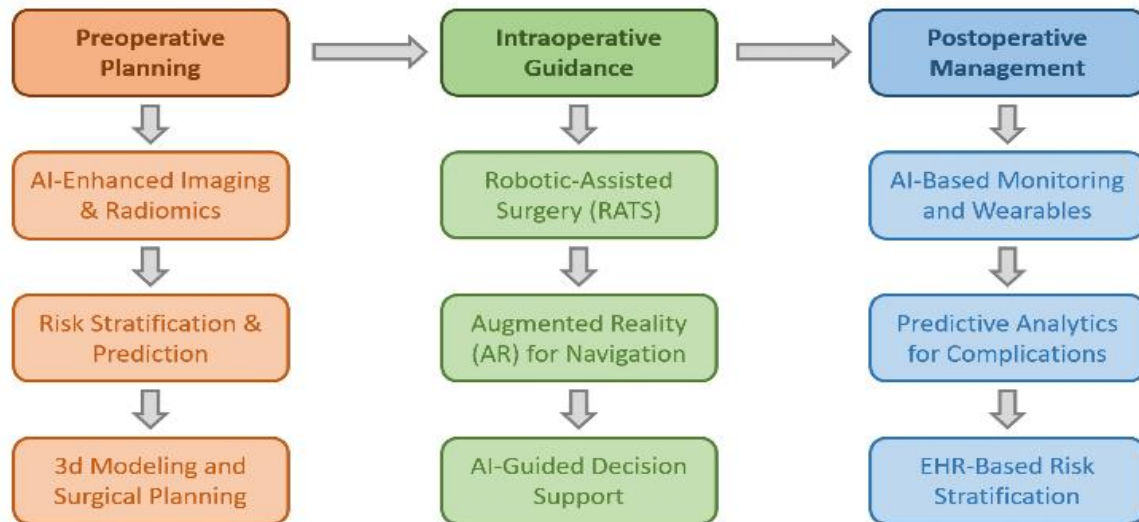 Preoperative
Planning
Intraoperative
Guidance
Postoperative
Management
AI-Enhanced Imaging
& Radiomics
Robotic-Assisted
Surgery (RATS)
AI-Based Monitoring
and Wearables
Risk Stratification &
Prediction
Augmented Reality
(AR) for Navigation
Predictive Analytics
for Complications
3d Modeling and
Surgical Planning
AI-Guided Decision
Support
EHR-Based Risk
Stratification